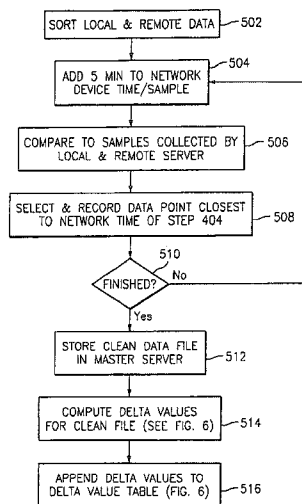 SORT LOCAL & REMOTE DATA
502
ADD 5 MIN TO NETWORK
DEVICE TIME/SAMPLE
504
COMPARE TO SAMPLES COLLECTED BY
LOCAL & REMOTE SERVER
506
SELECT & RECORD DATA POINT CLOSEST
TO NETWORK TIME OF STEP 404
508
510
FINISHED?
No
Yes
STORE CLEAN DATA FILE
IN MASTER SERVER
512
COMPUTE DELTA VALUES
FOR CLEAN FILE (SEE FIG. 6)
514
APPEND DELTA VALUES TO
DELTA VALUE TABLE (FIG. 6)
516